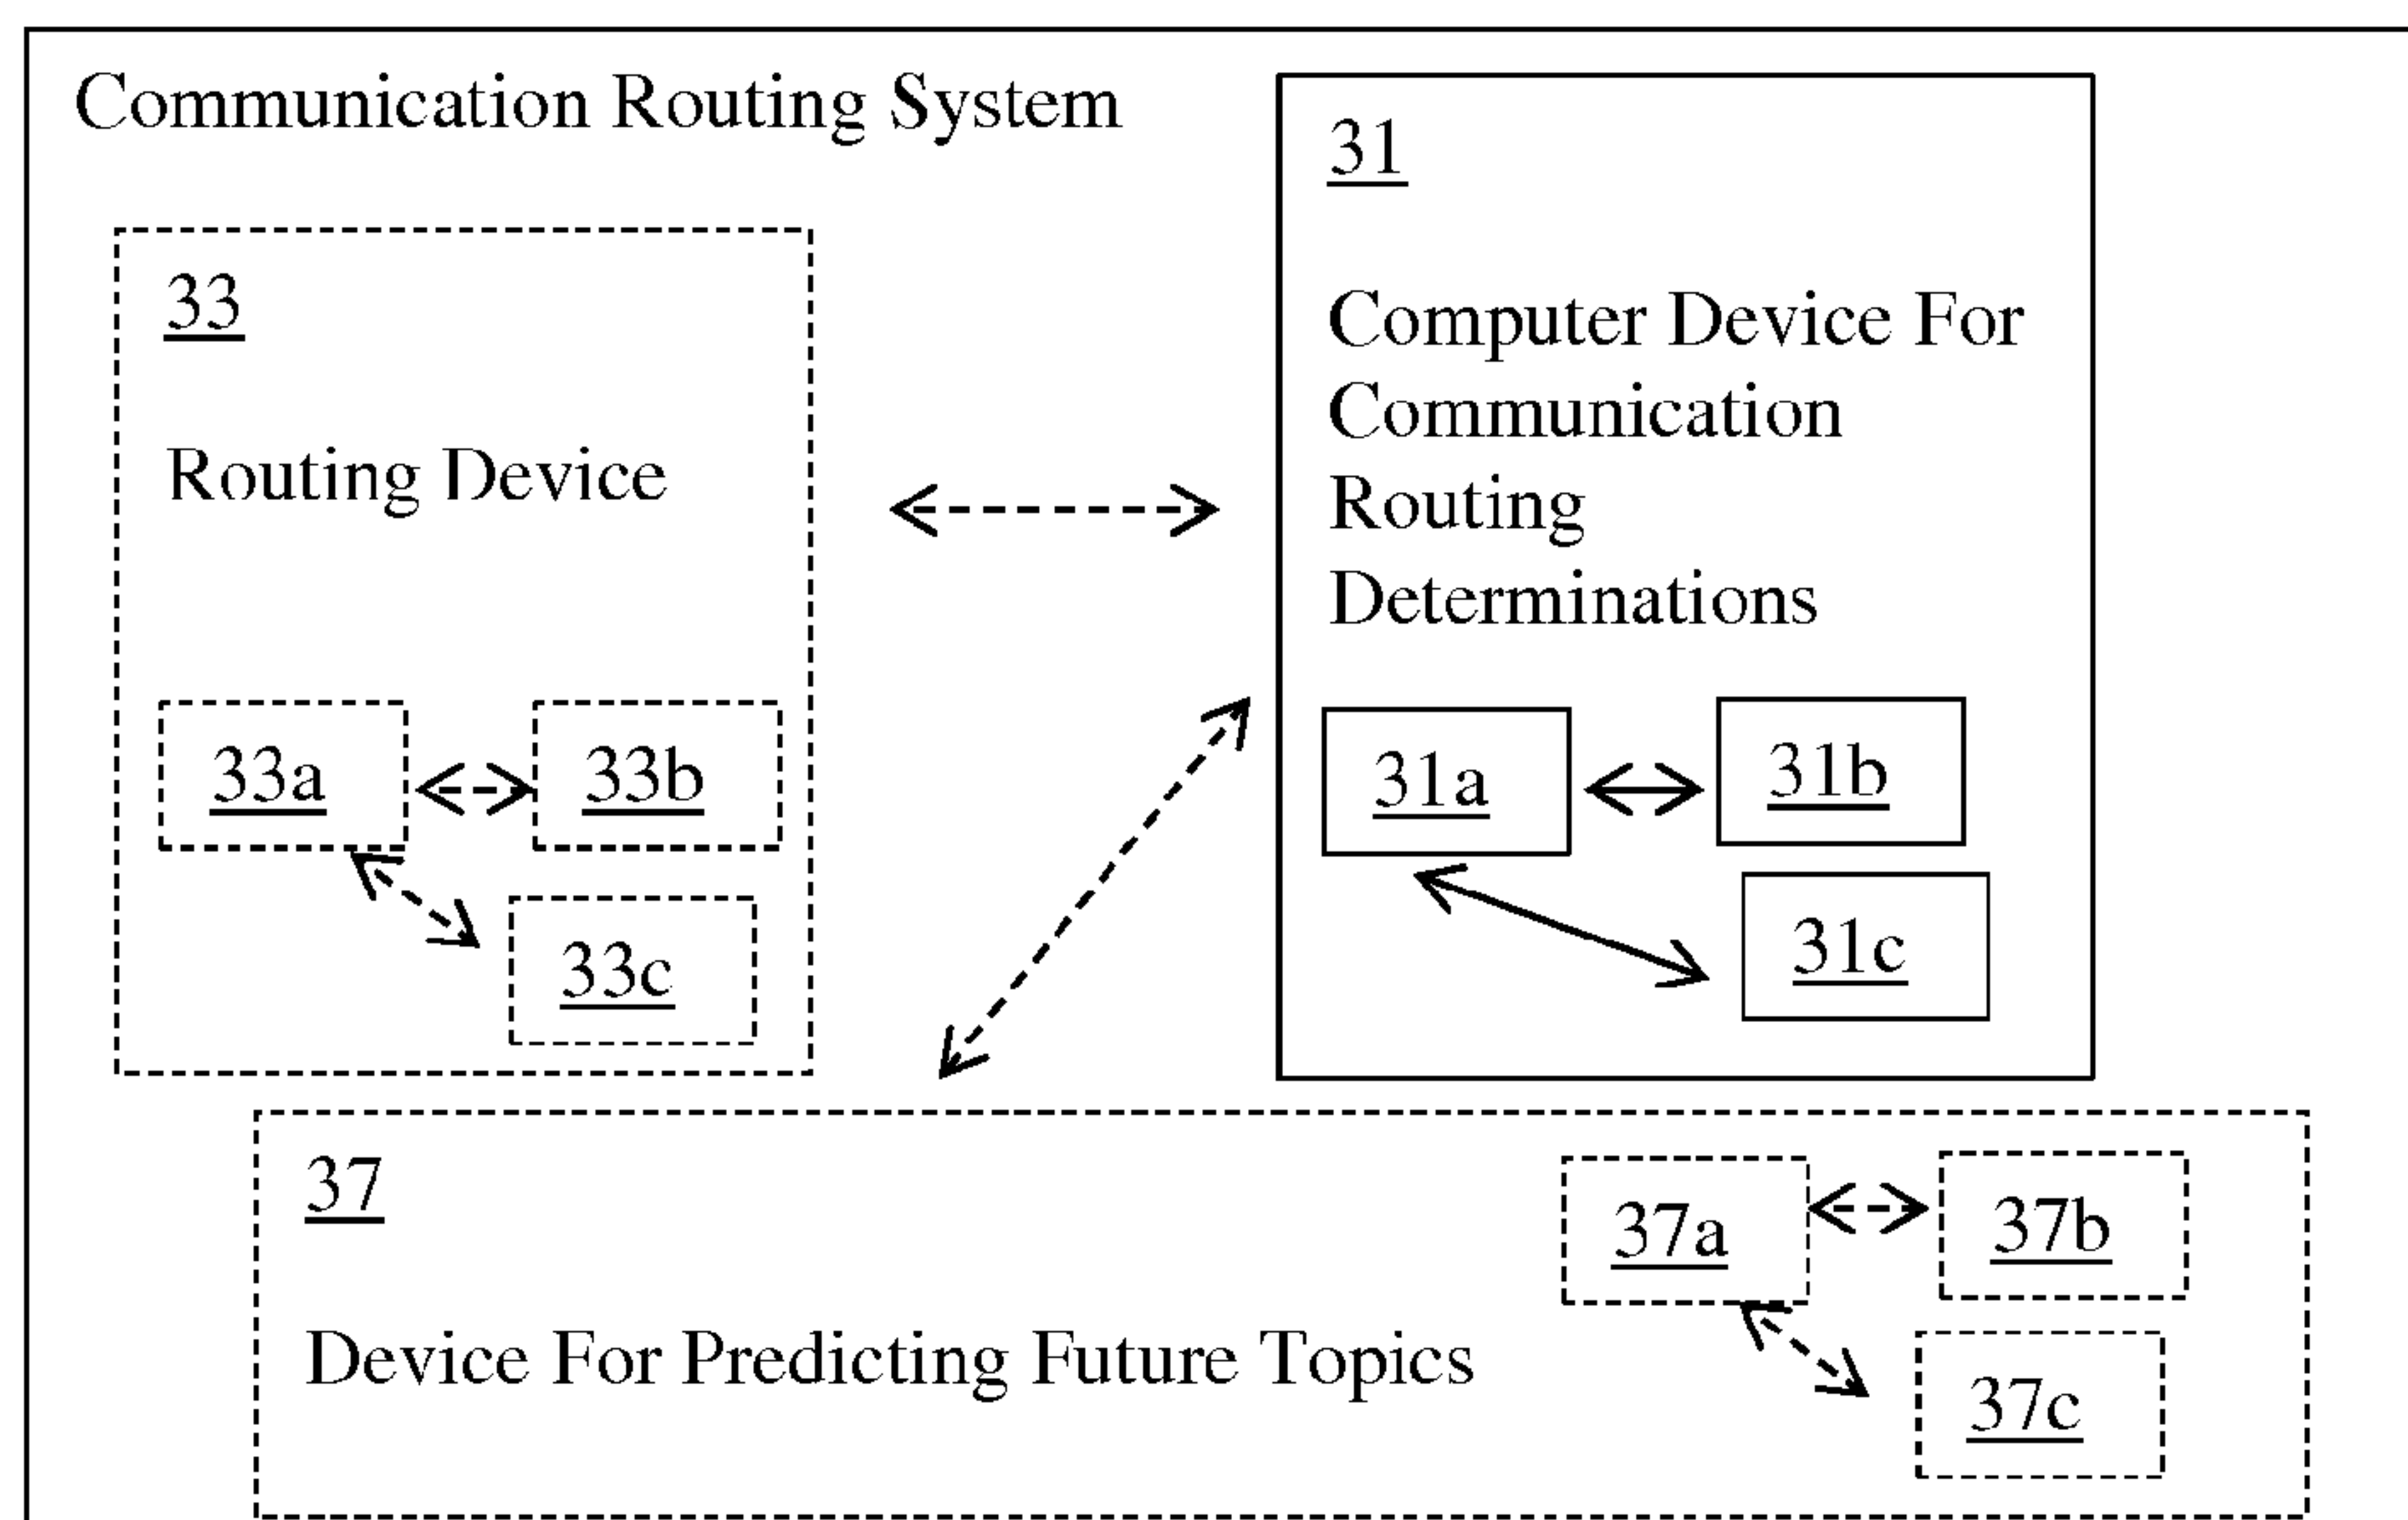 Communication Routing System
33
Routing Device
33a
33b
33c
31
Computer Device For
Communication
Routing
Determinations
31a
31b
31c
37
Device For Predicting Future Topics
37a
37b
37c